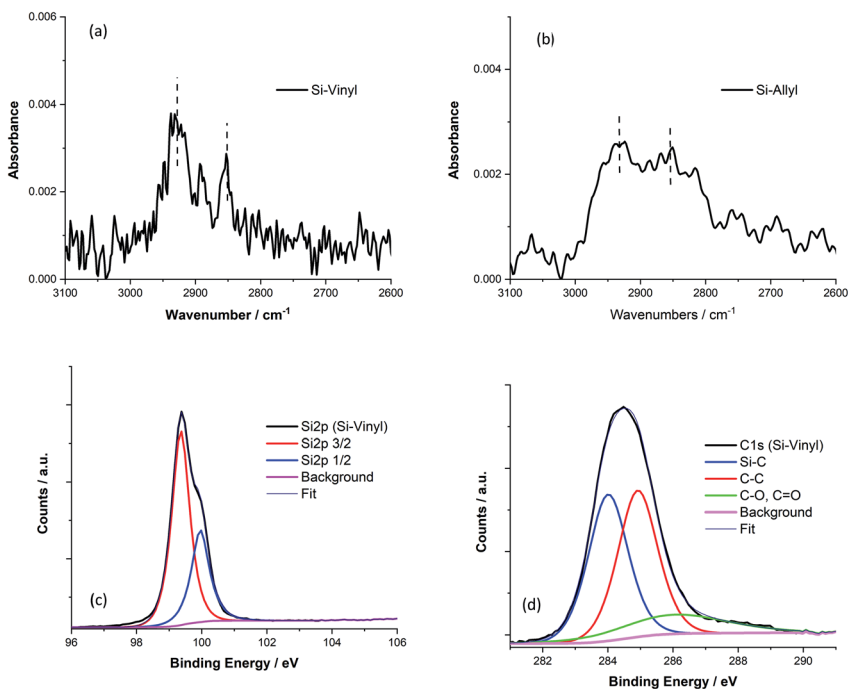 (a)
Si-Vinyl
0.006
0.004
0.002
0.000
Absorbance
3100 3000 2900 2800 2700 2600
Wavenumber / cm⁻¹
(b)
Si-Allyl
0.004
0.002
0.000
Absorbance
3100 3000 2900 2800 2700 2600
Wavenumbers / cm⁻¹
Si2p (Si-Vinyl)
Si2p 3/2
Si2p 1/2
Background
Fit
Counts / a.u.
(c)
96 98 100 102 104 106
Binding Energy / eV
C1s (Si-Vinyl)
Si-C
C-C
C-O, C=O
Background
Fit
Counts / a.u.
(d)
282 284 286 288 290
Binding Energy / eV